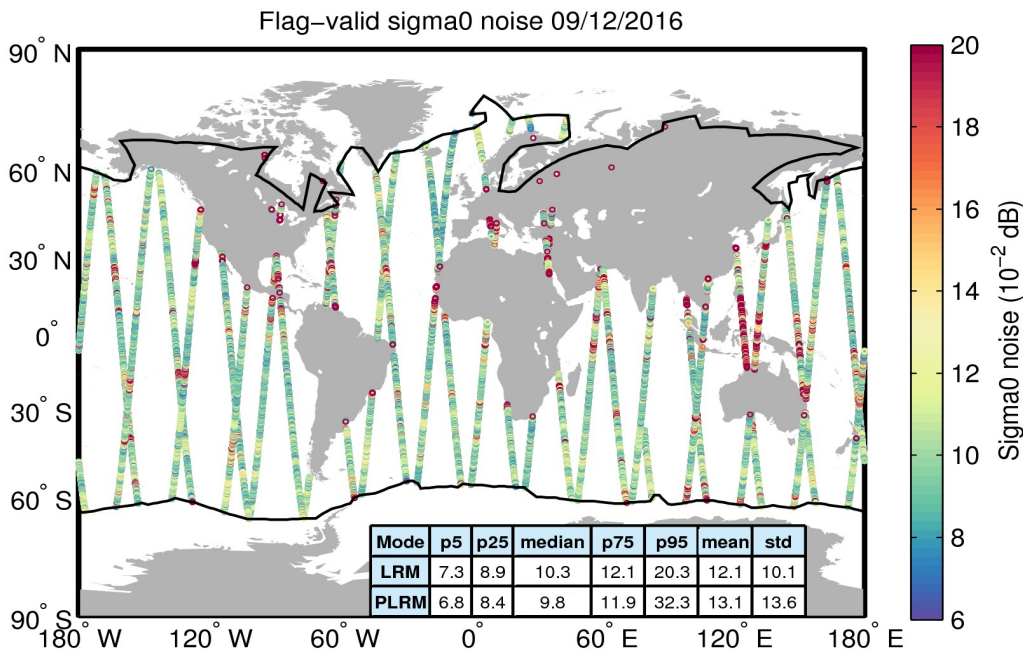 Flag−valid sigma0 noise 09/12/2016
90° N
60° N
30° N
0°
30° S
60° S
90° S
180° W
120° W
60° W
0°
60° E
120° E
180° E
Mode p5 p25 median p75 p95 mean std
LRM 7.3 8.9 10.3 12.1 20.3 12.1 10.1
PLRM 6.8 8.4 9.8 11.9 32.3 13.1 13.6
20
18
16
14
12
10
8
6
Sigma0 noise (10⁻² dB)